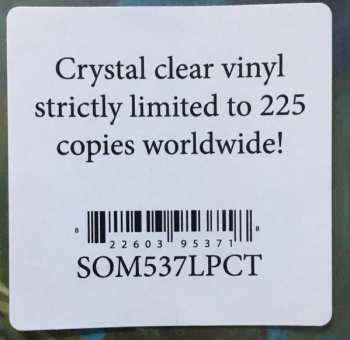 Crystal clear vinyl
strictly limited to 225
copies worldwide!
8 22603 95371 8
SOM537LPCT